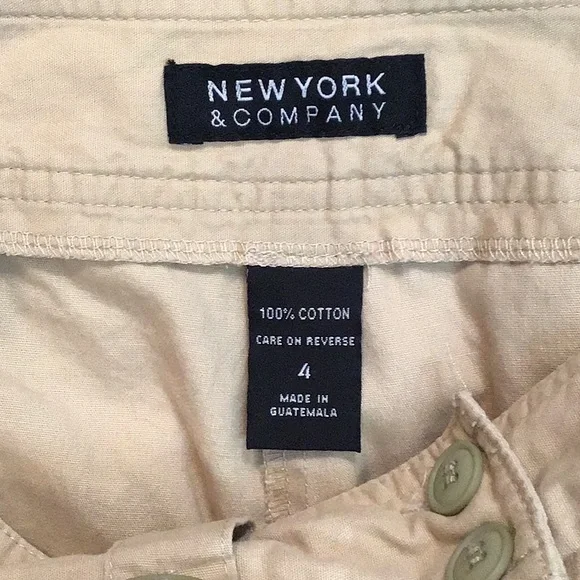 NEW YORK
& COMPANY
100% COTTON
CARE ON REVERSE
4
MADE IN
GUATEMALA